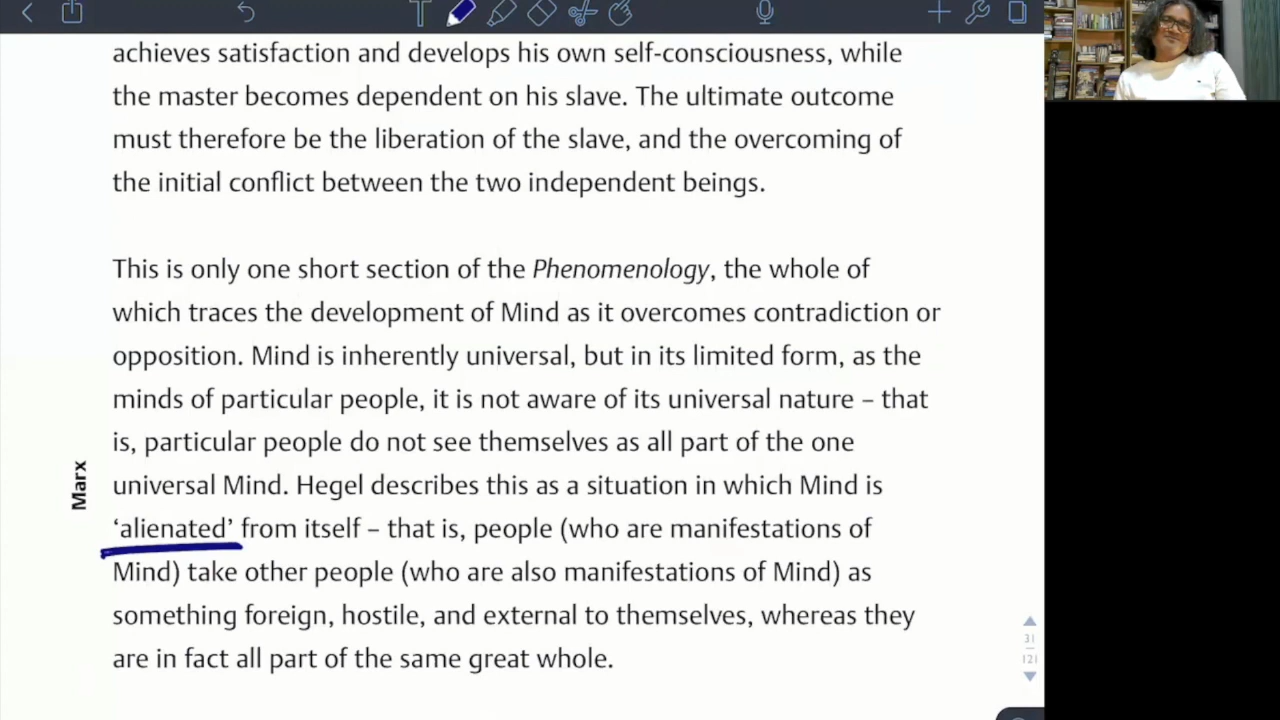 achieves satisfaction and develops his own self-consciousness, while
the master becomes dependent on his slave. The ultimate outcome
must therefore be the liberation of the slave, and the overcoming of
the initial conflict between the two independent beings.
This is only one short section of the Phenomenology, the whole of
which traces the development of Mind as it overcomes contradiction or
opposition. Mind is inherently universal, but in its limited form, as the
minds of particular people, it is not aware of its universal nature – that
is, particular people do not see themselves as all part of the one
universal Mind. Hegel describes this as a situation in which Mind is
‘alienated’ from itself – that is, people (who are manifestations of
Mind) take other people (who are also manifestations of Mind) as
something foreign, hostile, and external to themselves, whereas they
are in fact all part of the same great whole.
Marx
31
121